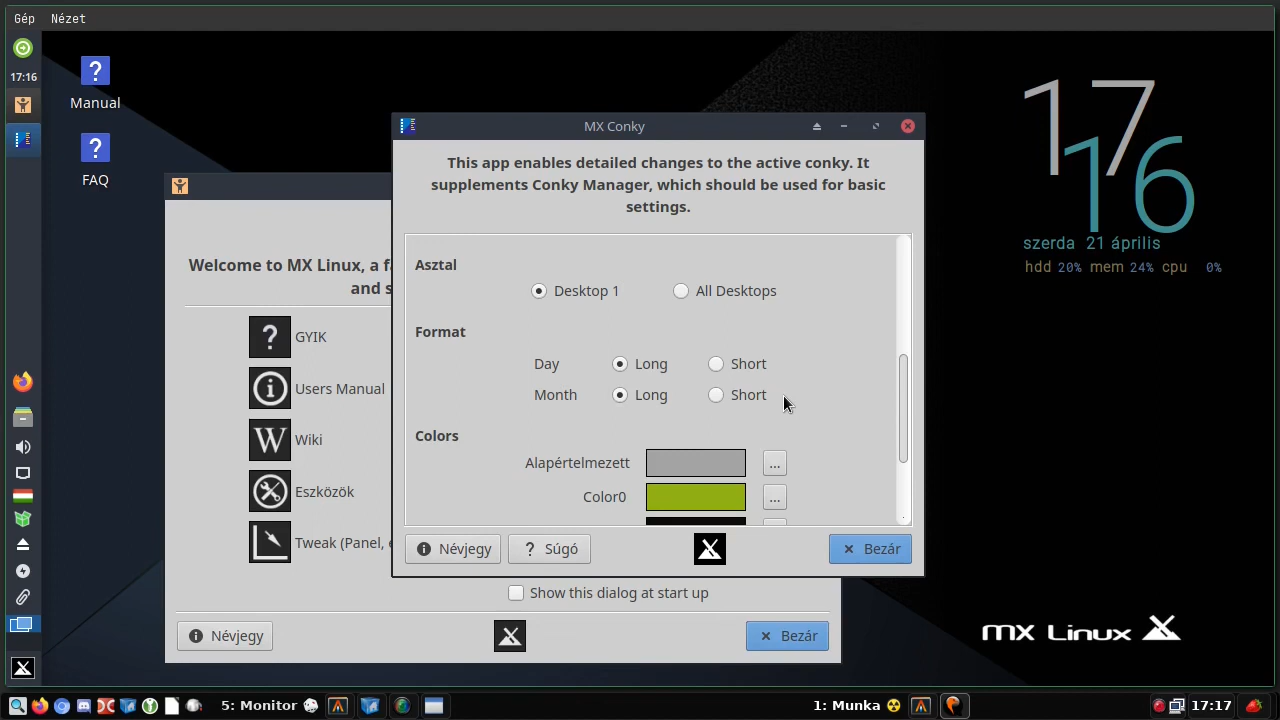 Gép Nézet
17:16
Manual
FAQ
17
16
szerda 21 április
hdd 20% mem 24% cpu 0%
MX Conky
This app enables detailed changes to the active conky. It
supplements Conky Manager, which should be used for basic
settings.
Asztal
Desktop 1 All Desktops
Format
Day Long Short
Month Long Short
Colors
Alapértelmezett ...
Color0 ...
Névjegy Súgó Bezár
Welcome to MX Linux, a f
and s
GYIK
Users Manual
Wiki
Eszközök
Tweak (Panel, e
Show this dialog at start up
Névjegy Bezár
mx Linux
5: Monitor 1: Munka 17:17